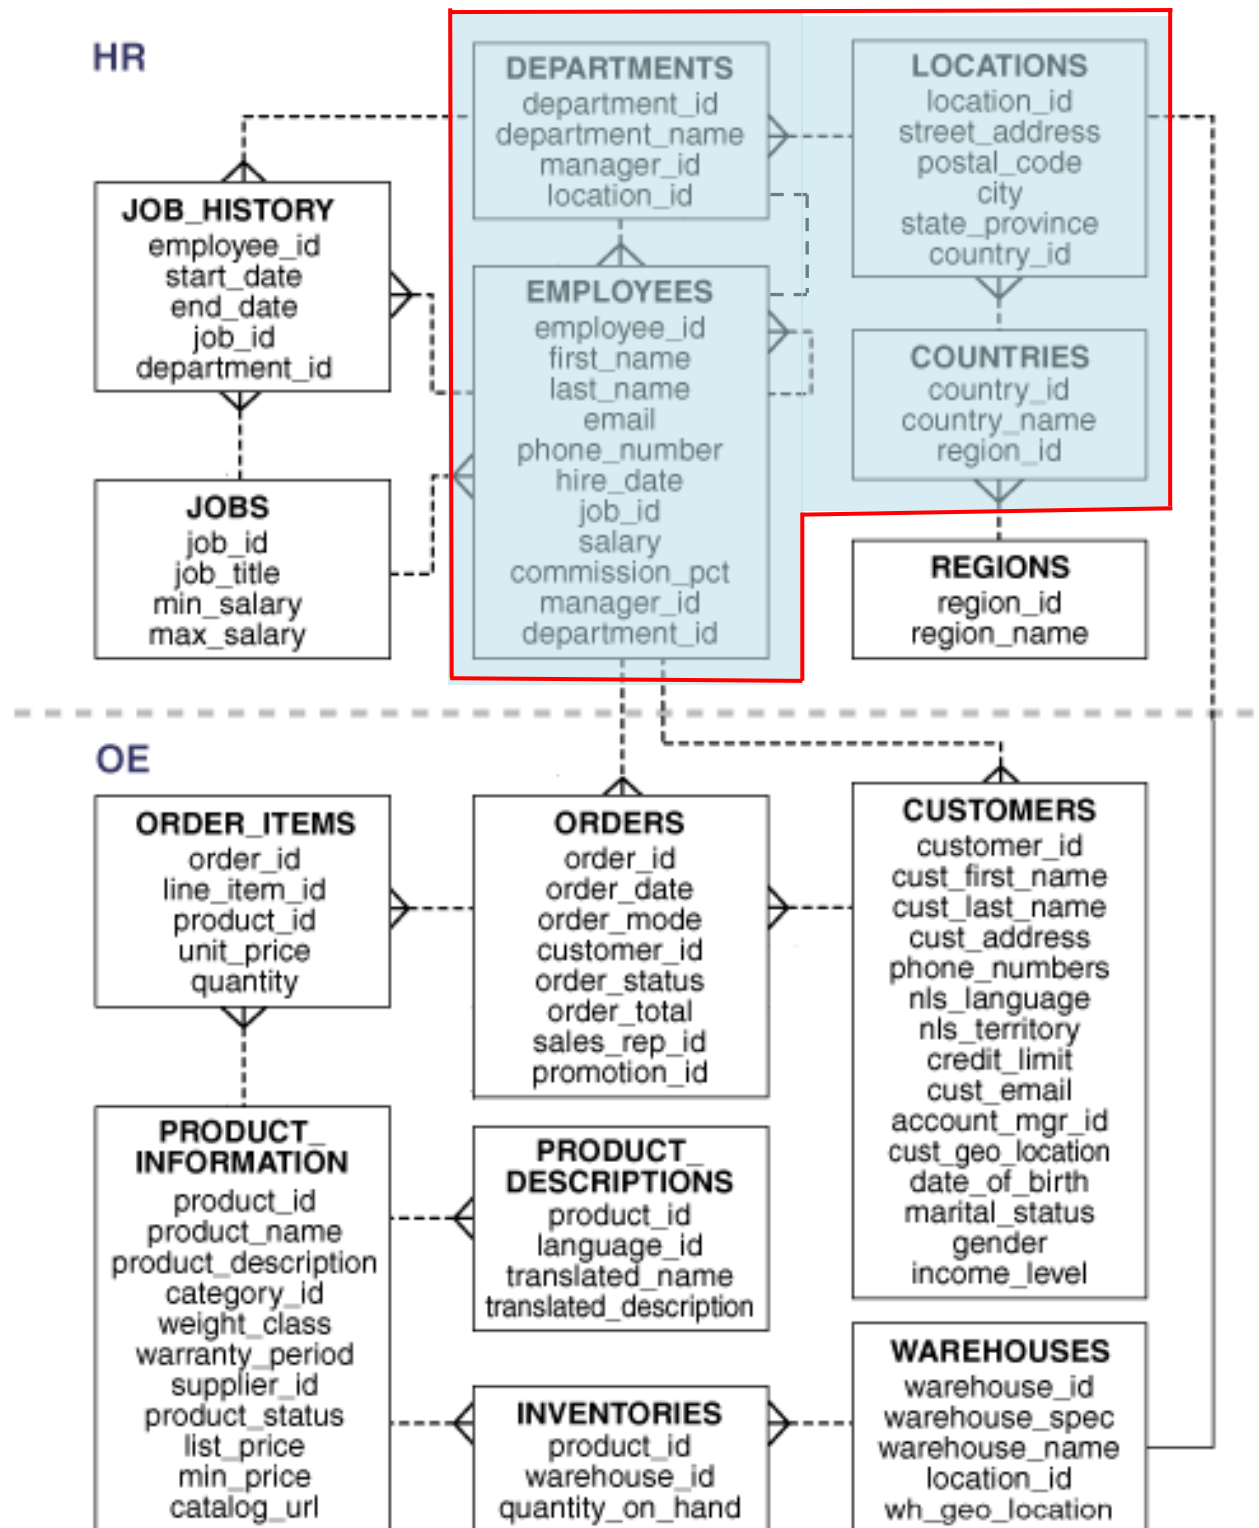 HR
DEPARTMENTS
department_id
department_name
manager_id
location_id
LOCATIONS
location_id
street_address
postal_code
city
state_province
country_id
JOB_HISTORY
employee_id
start_date
end_date
job_id
department_id
EMPLOYEES
employee_id
first_name
last_name
email
phone_number
hire_date
job_id
salary
commission_pct
manager_id
department_id
COUNTRIES
country_id
country_name
region_id
JOBS
job_id
job_title
min_salary
max_salary
REGIONS
region_id
region_name
OE
ORDER_ITEMS
order_id
line_item_id
product_id
unit_price
quantity
ORDERS
order_id
order_date
order_mode
customer_id
order_status
order_total
sales_rep_id
promotion_id
CUSTOMERS
customer_id
cust_first_name
cust_last_name
cust_address
phone_numbers
nls_language
nls_territory
credit_limit
cust_email
account_mgr_id
cust_geo_location
date_of_birth
marital_status
gender
income_level
PRODUCT_
INFORMATION
product_id
product_name
product_description
category_id
weight_class
warranty_period
supplier_id
product_status
list_price
min_price
catalog_url
PRODUCT_
DESCRIPTIONS
product_id
language_id
translated_name
translated_description
INVENTORIES
product_id
warehouse_id
quantity_on_hand
WAREHOUSES
warehouse_id
warehouse_spec
warehouse_name
location_id
wh_geo_location